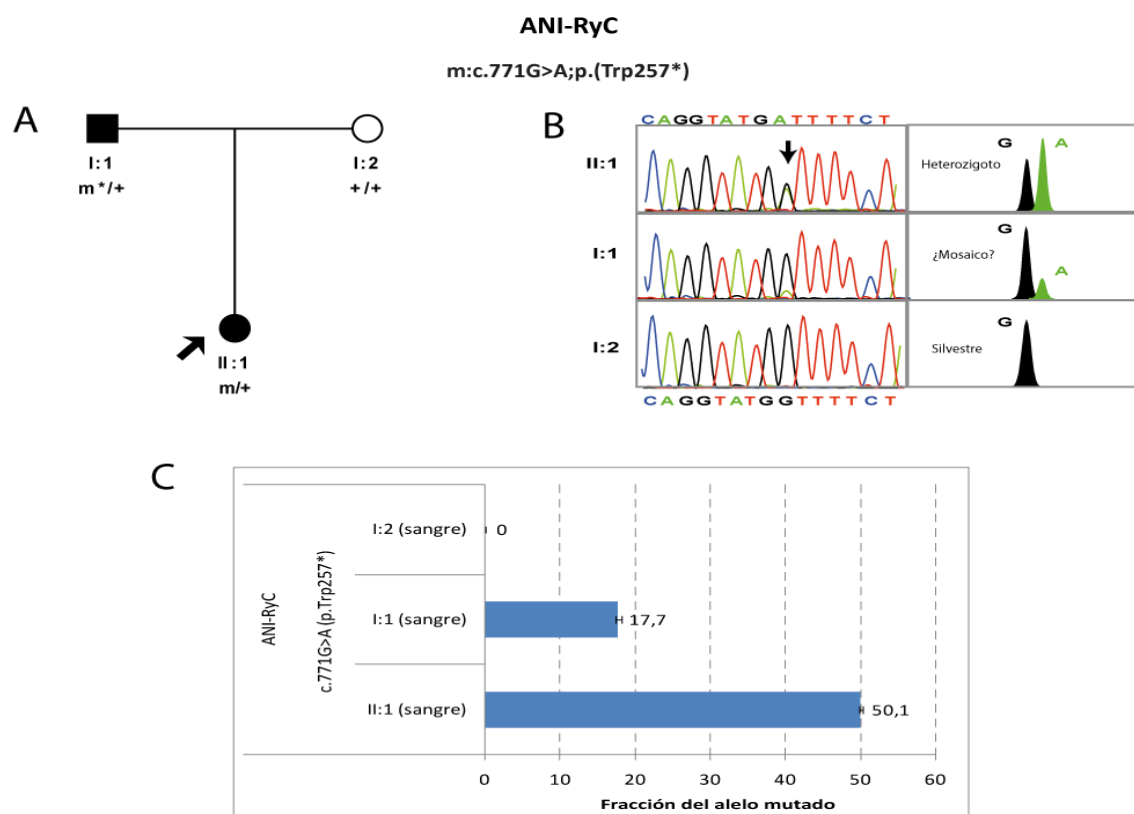 ANI-RyC
m:c.771G>A;p.(Trp257*)
A
I:1
m*/+
I:2
+/+
II:1
m/+
B
CAGGTATGATTTTCT
II:1
Heterozigoto
G
A
I:1
¿Mosaico?
G
A
I:2
Silvestre
G
CAGGTATGGTTTTCT
C
ANI-RyC
c.771G>A (p.Trp257*)
I:2 (sangre)
0
I:1 (sangre)
17,7
II:1 (sangre)
50,1
0 10 20 30 40 50 60
Fracción del alelo mutado